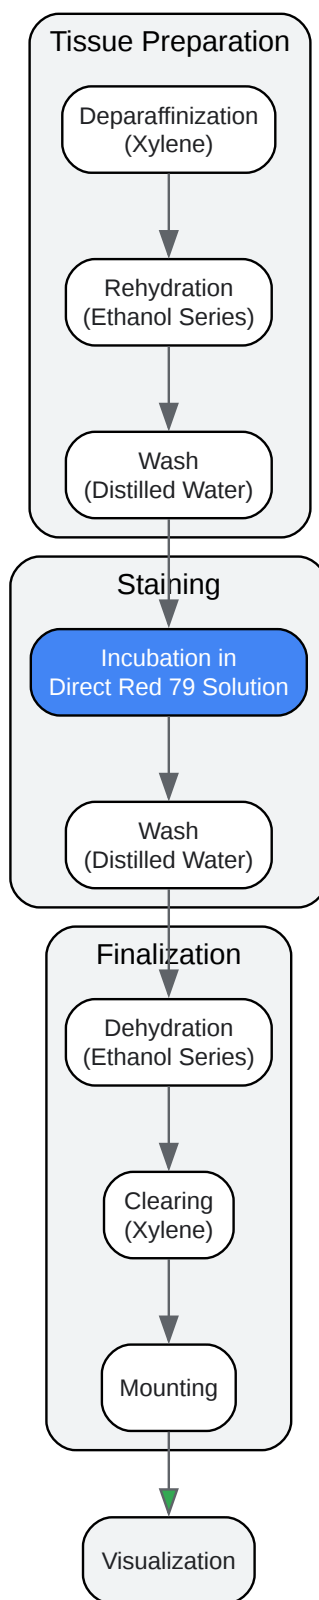 Tissue Preparation
Deparaffinization
(Xylene)
Rehydration
(Ethanol Series)
Wash
(Distilled Water)
Staining
Incubation in
Direct Red 79 Solution
Wash
(Distilled Water)
Finalization
Dehydration
(Ethanol Series)
Clearing
(Xylene)
Mounting
Visualization